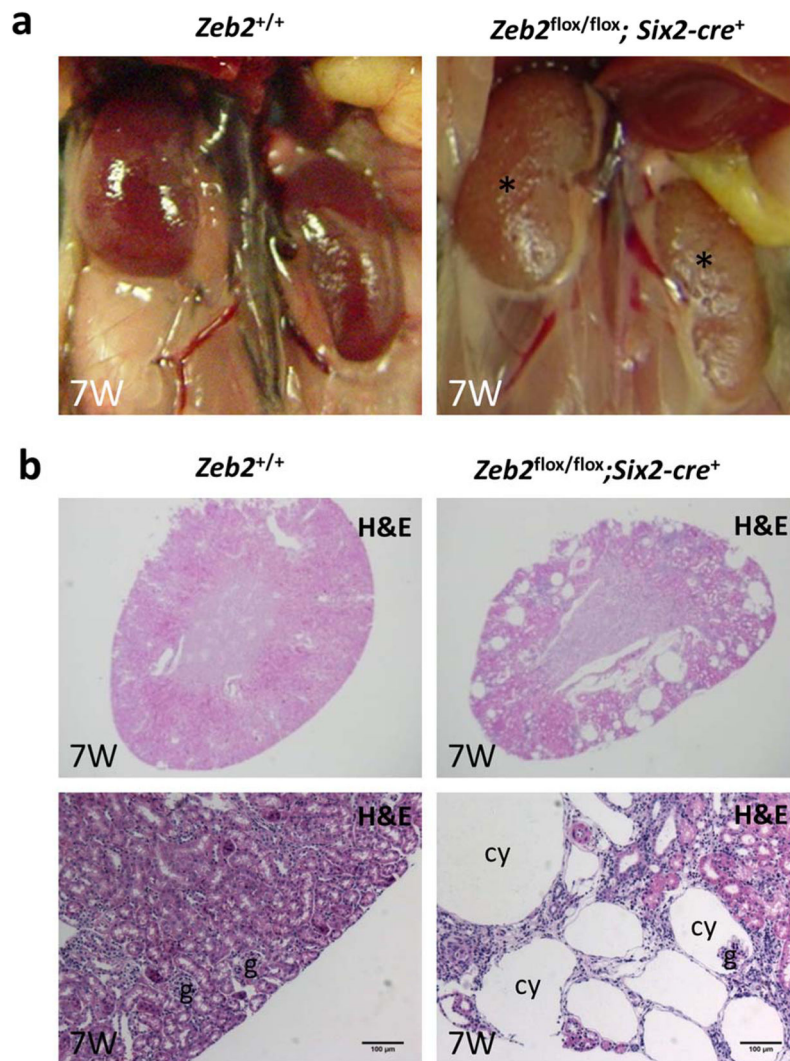 a
Zeb2+/+
Zeb2flox/flox; Six2-cre+
*
*
7W
7W
b
Zeb2+/+
Zeb2flox/flox;Six2-cre+
H&E
H&E
7W
7W
H&E
H&E
cy
cy
g
g
g
cy
7W
100 μm
7W
100 μm